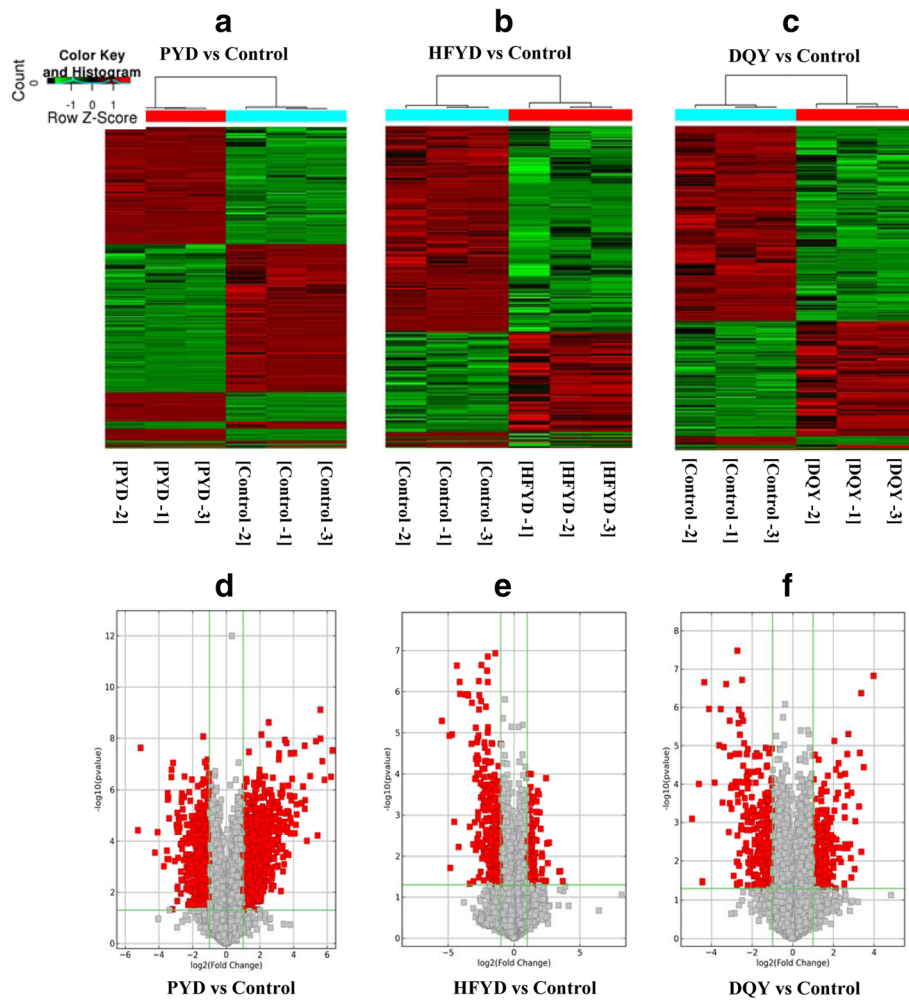 a
b
c
PYD vs Control
HFYD vs Control
DQY vs Control
Color Key
and Histogram
Count
0
-1 0 1
Row Z-Score
[PYD -2]
[PYD -1]
[PYD -3]
[Control -2]
[Control -1]
[Control -3]
[Control -2]
[Control -1]
[Control -3]
[HFYD -1]
[HFYD -2]
[HFYD -3]
[Control -2]
[Control -1]
[Control -3]
[DQY -2]
[DQY -1]
[DQY -3]
d
e
f
12
10
8
6
4
2
0
-log10(pvalue)
-6 -4 -2 0 2 4 6
log2(Fold Change)
PYD vs Control
7
6
5
4
3
2
1
0
-log10(pvalue)
-5 0 5
log2(Fold Change)
HFYD vs Control
8
7
6
5
4
3
2
1
0
-log10(pvalue)
-4 -2 0 2 4
log2(Fold Change)
DQY vs Control